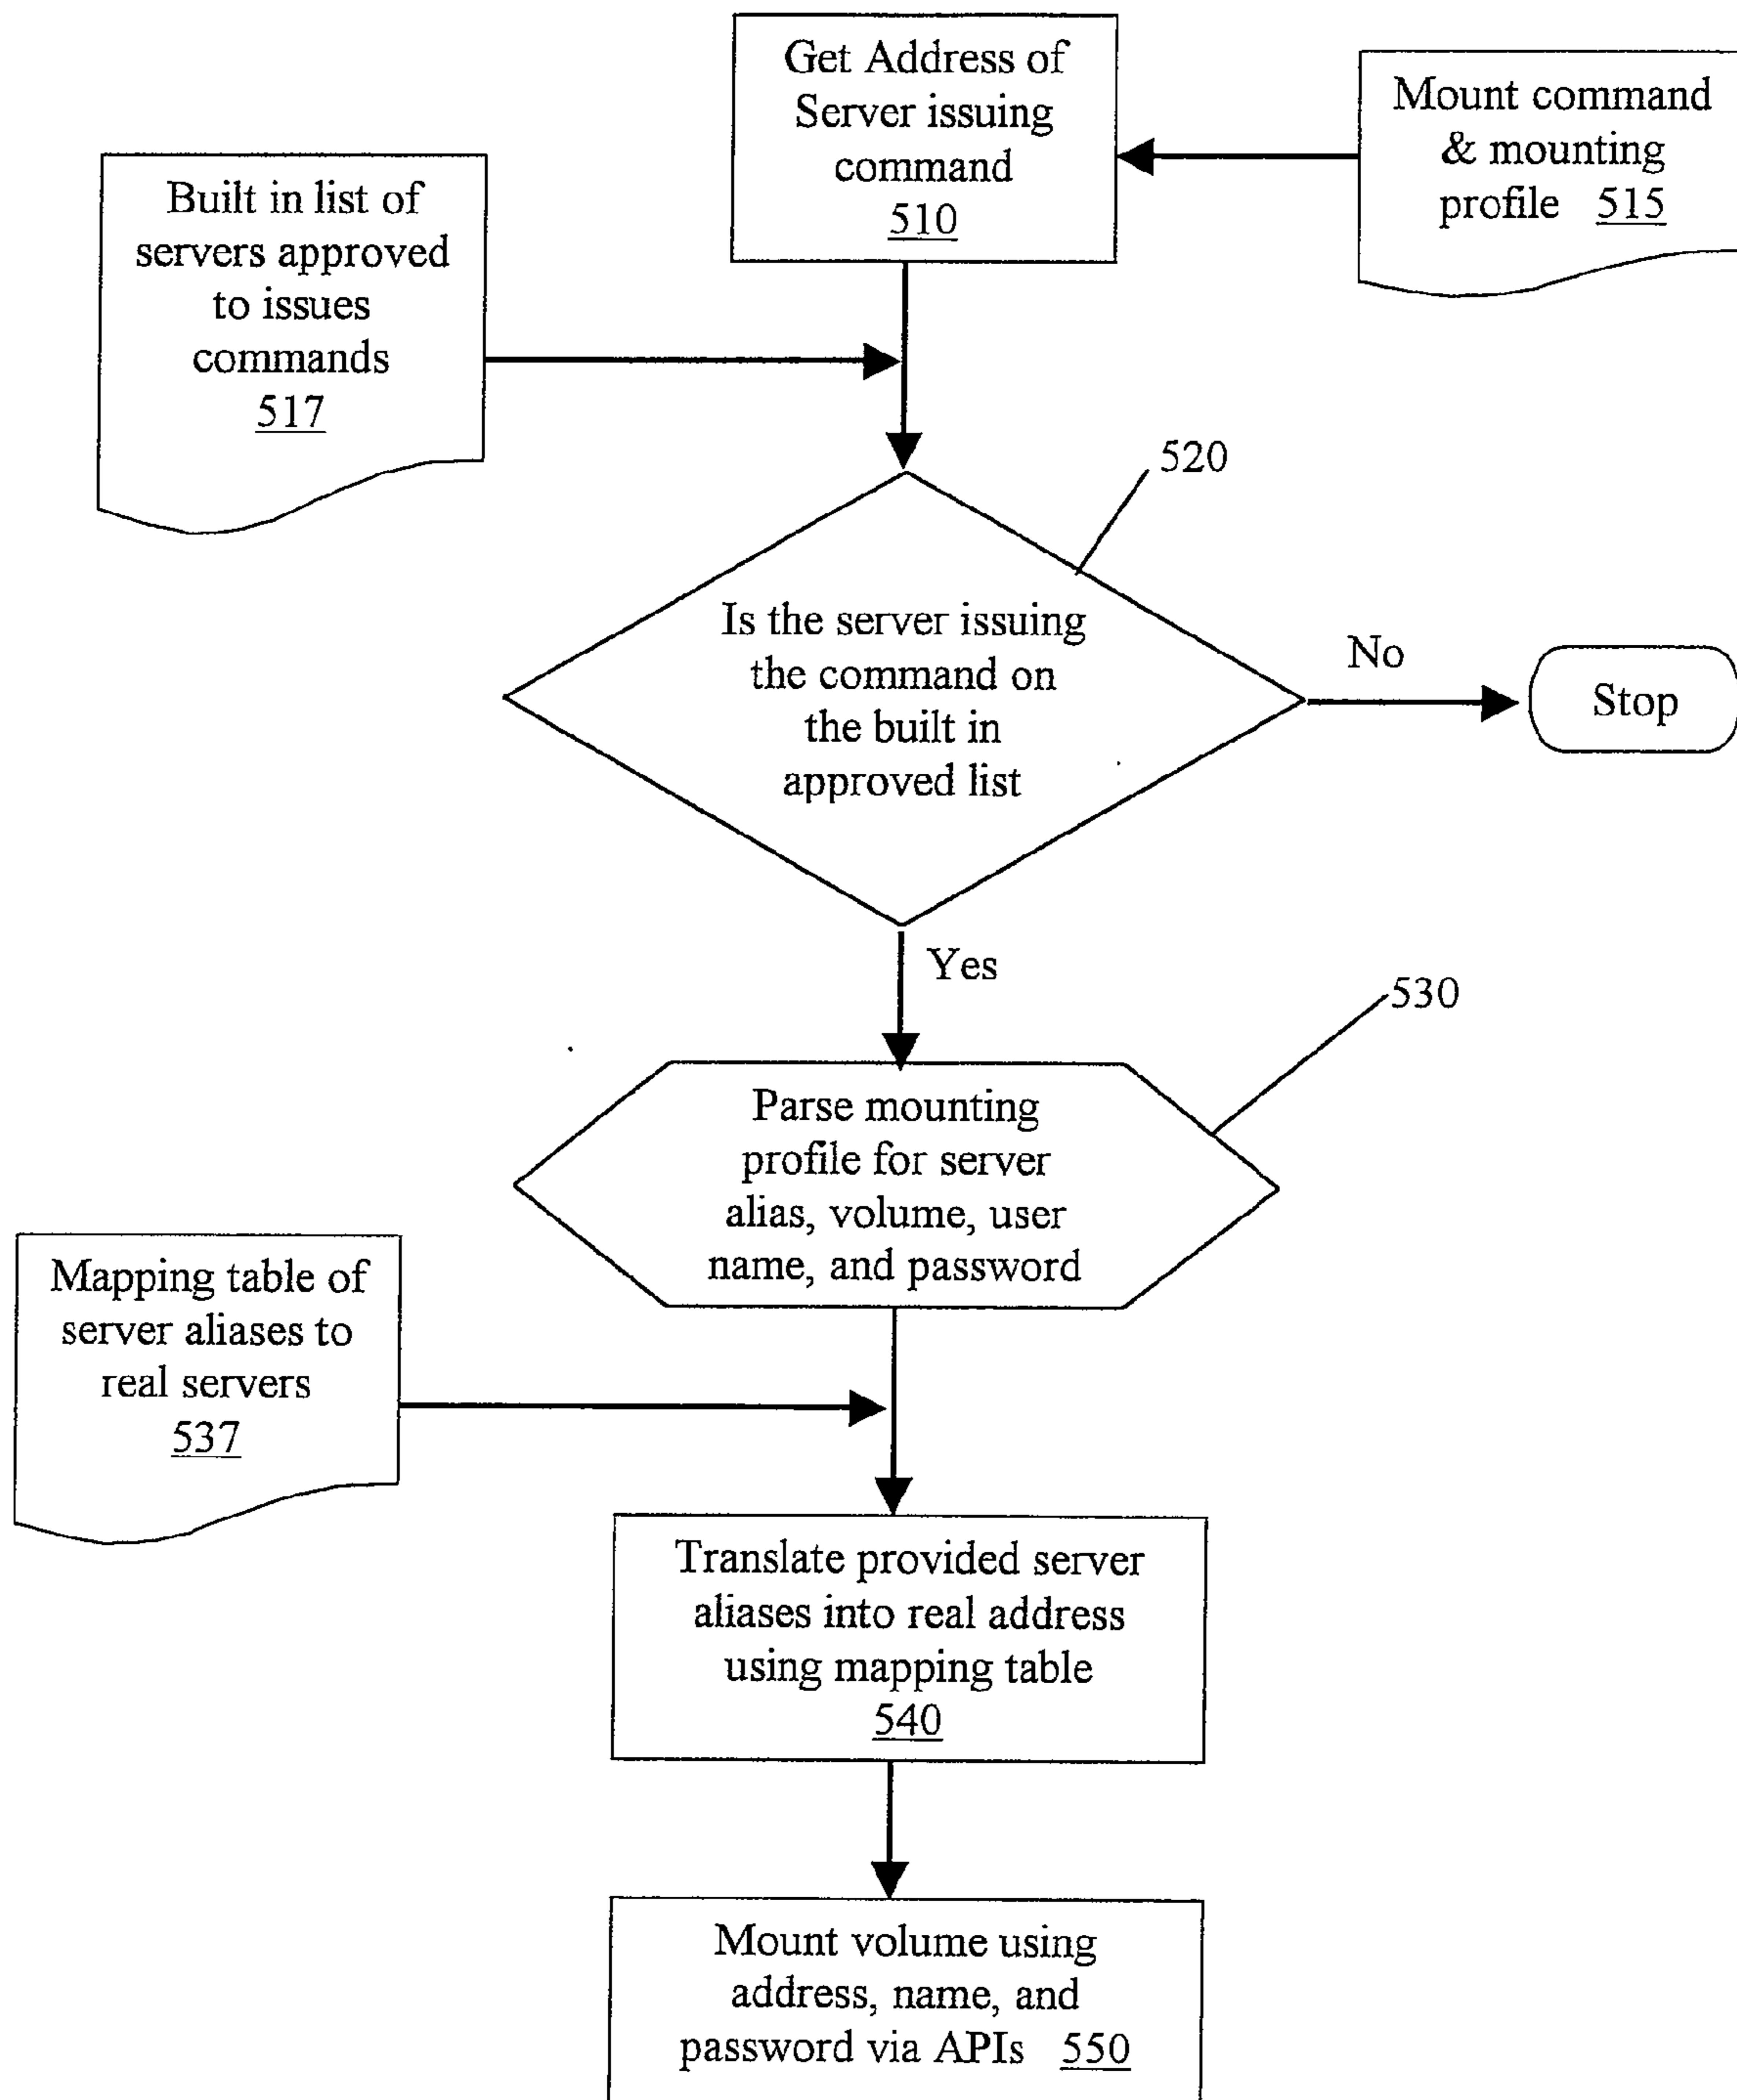 Get Address of
Server issuing
command
510
Mount command
& mounting
profile 515
Built in list of
servers approved
to issues
commands
517
520
Is the server issuing
the command on
the built in
approved list
No
Stop
Yes
530
Parse mounting
profile for server
alias, volume, user
name, and password
Mapping table of
server aliases to
real servers
537
Translate provided server
aliases into real address
using mapping table
540
Mount volume using
address, name, and
password via APIs 550